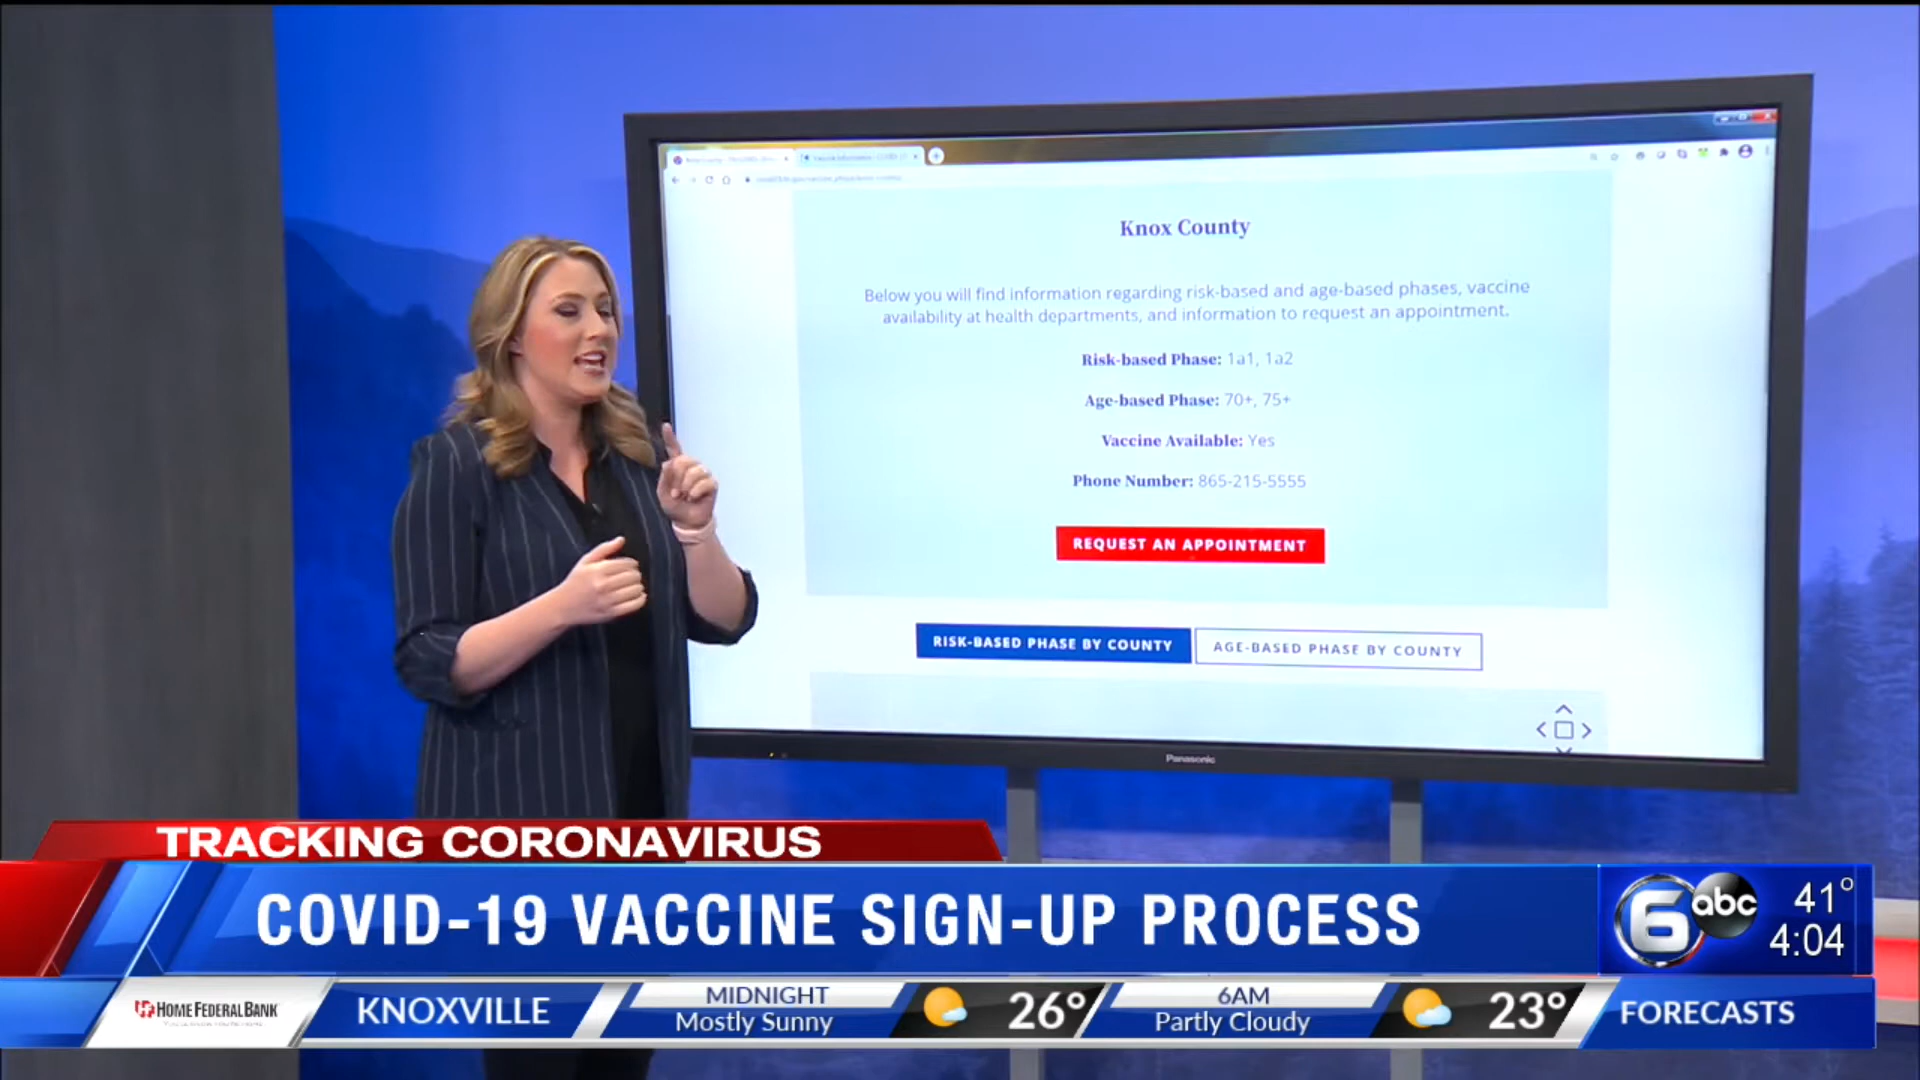 Knox County
Below you will find information regarding risk-based and age-based phases, vaccine
availability at health departments, and information to request an appointment.
Risk-based Phase: 1a1, 1a2
Age-based Phase: 70+, 75+
Vaccine Available: Yes
Phone Number: 865-215-5555
REQUEST AN APPOINTMENT
RISK-BASED PHASE BY COUNTY
AGE-BASED PHASE BY COUNTY
Panasonic
TRACKING CORONAVIRUS
COVID-19 VACCINE SIGN-UP PROCESS
6 abc
41°
4:04
HOME FEDERAL BANK
KNOXVILLE
MIDNIGHT
Mostly Sunny
26°
6AM
Partly Cloudy
23°
FORECASTS